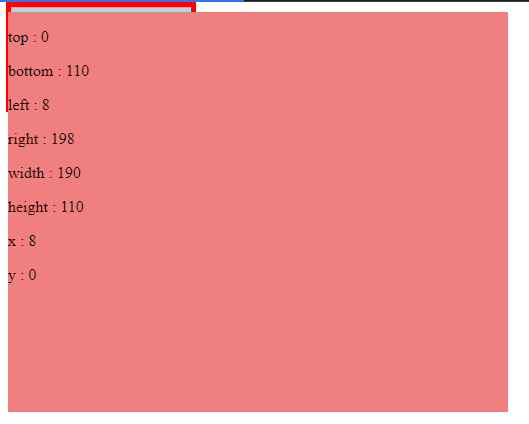 top : 0
bottom : 110
left : 8
right : 198
width : 190
height : 110
x : 8
y : 0